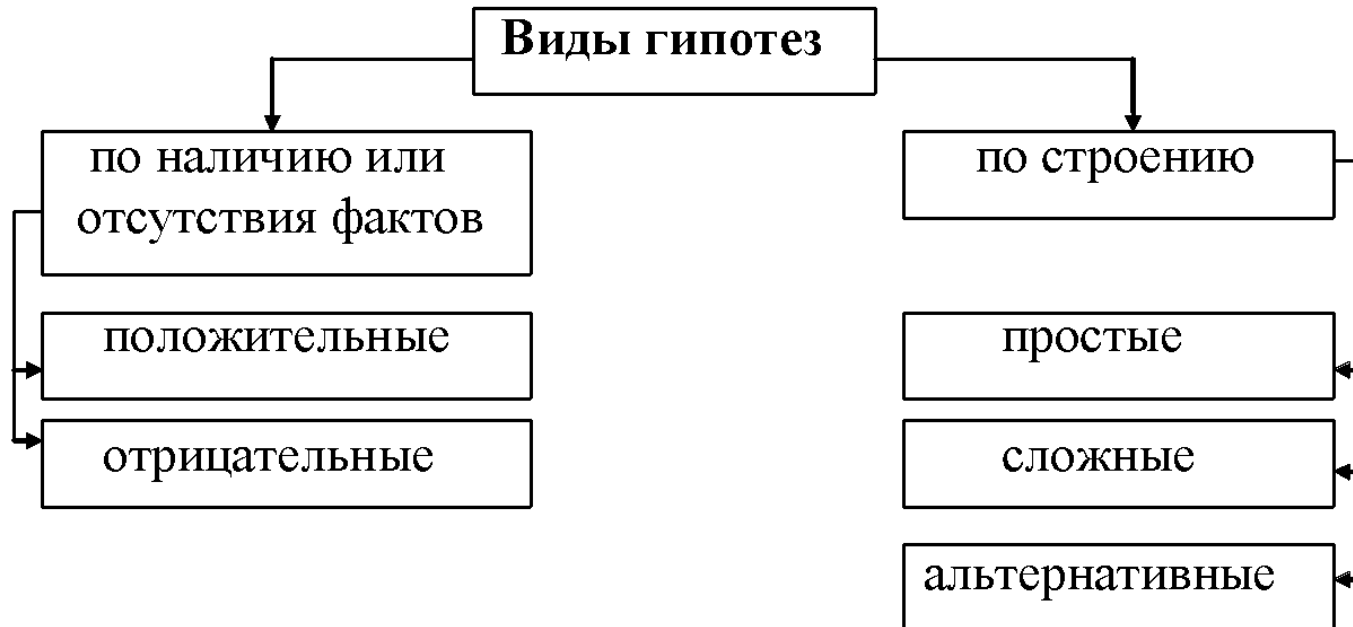 Виды гипотез
по наличию или
отсутствия фактов
положительные
отрицательные
по строению
простые
сложные
альтернативные